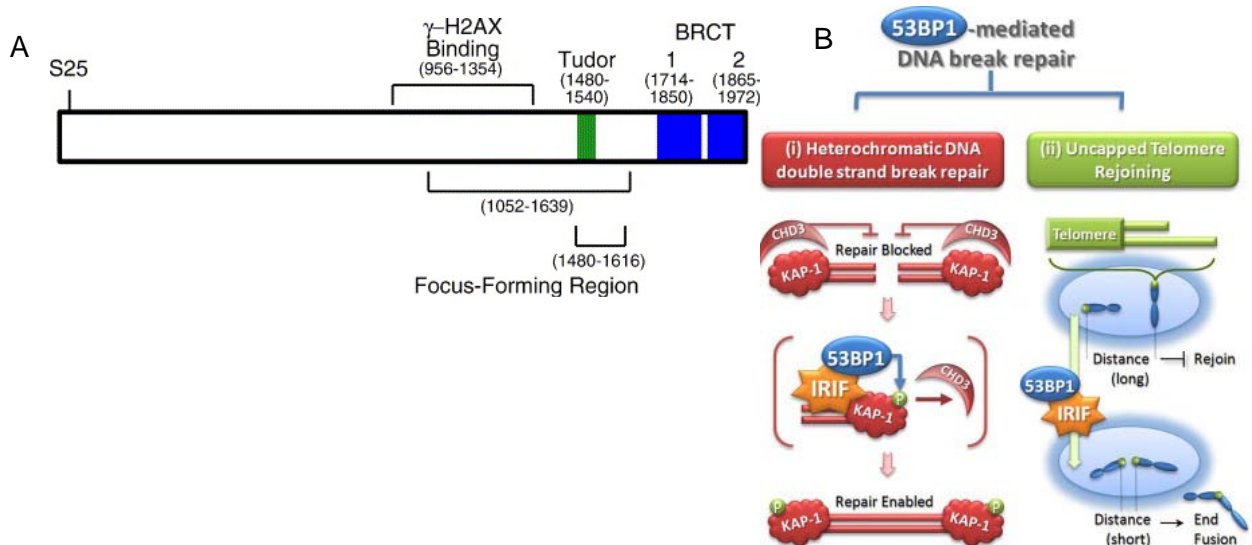 A
γ–H2AX
Binding
(956-1354)
S25
Tudor
(1480-
1540)
BRCT
1
(1714-
1850)
2
(1865-
1972)
(1052-1639)
(1480-1616)
Focus-Forming Region
B
53BP1-mediated
DNA break repair
(i) Heterochromatic DNA
double strand break repair
CHD3
CHD3
Repair Blocked
KAP-1
KAP-1
53BP1
IRIF
P
CHD3
KAP-1
Repair Enabled
P
P
KAP-1
KAP-1
(ii) Uncapped Telomere
Rejoining
Telomere
Distance
(long)
Rejoin
53BP1
IRIF
Distance
(short)
End
Fusion